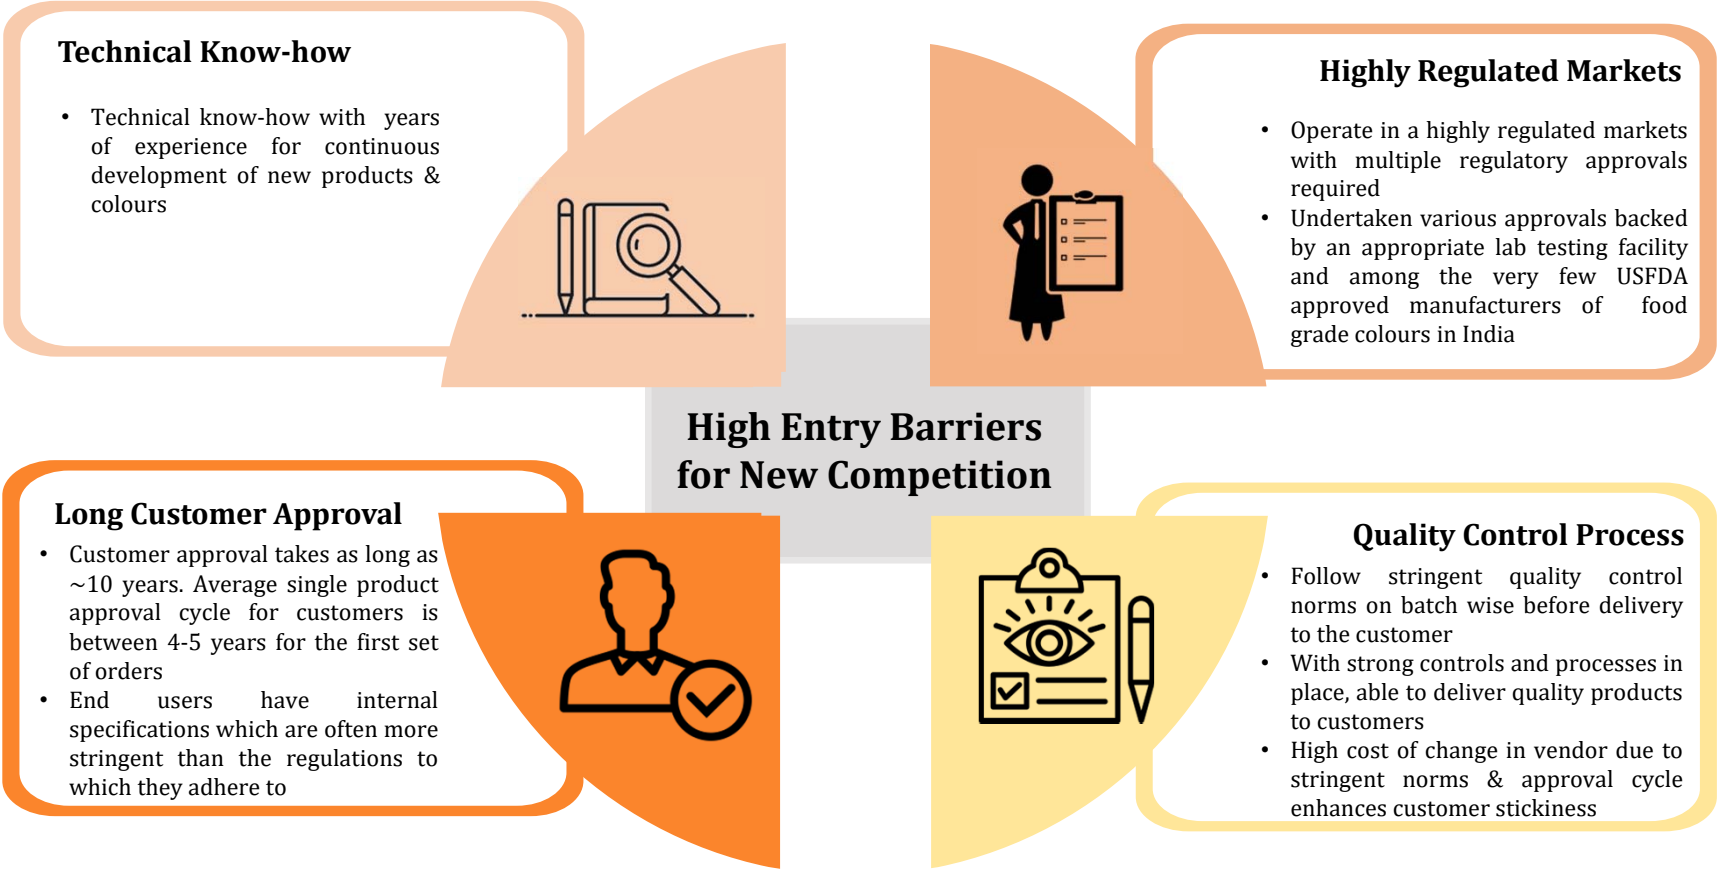 Technical Know-how
• Technical know-how with years
of experience for continuous
development of new products &
colours
Highly Regulated Markets
• Operate in a highly regulated markets
with multiple regulatory approvals
required
• Undertaken various approvals backed
by an appropriate lab testing facility
and among the very few USFDA
approved manufacturers of food
grade colours in India
High Entry Barriers
for New Competition
Long Customer Approval
• Customer approval takes as long as
~10 years. Average single product
approval cycle for customers is
between 4-5 years for the first set
of orders
• End users have internal
specifications which are often more
stringent than the regulations to
which they adhere to
Quality Control Process
• Follow stringent quality control
norms on batch wise before delivery
to the customer
• With strong controls and processes in
place, able to deliver quality products
to customers
• High cost of change in vendor due to
stringent norms & approval cycle
enhances customer stickiness